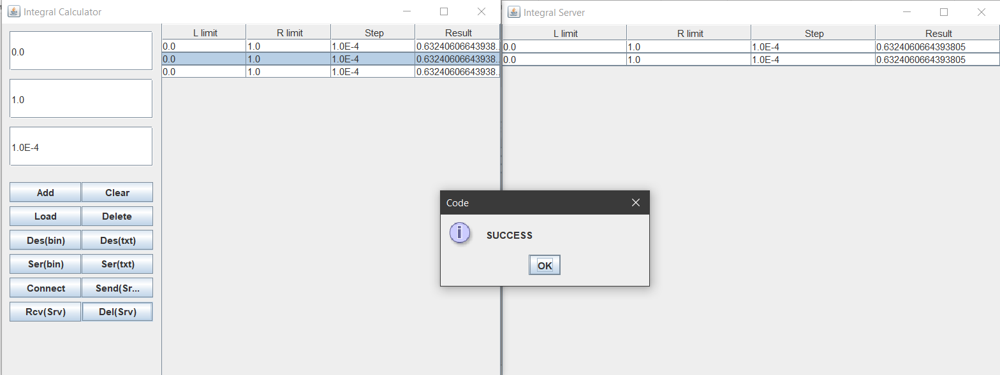 Integral Calculator
0.0
1.0
1.0E-4
Add Clear
Load Delete
Des(bin) Des(txt)
Ser(bin) Ser(txt)
Connect Send(Sr...
Rcv(Srv) Del(Srv)
L limit R limit Step Result
0.0 1.0 1.0E-4 0.63240606643938...
0.0 1.0 1.0E-4 0.63240606643938...
0.0 1.0 1.0E-4 0.63240606643938...
Integral Server
L limit R limit Step Result
0.0 1.0 1.0E-4 0.6324060664393805
0.0 1.0 1.0E-4 0.6324060664393805
Code
SUCCESS
OK